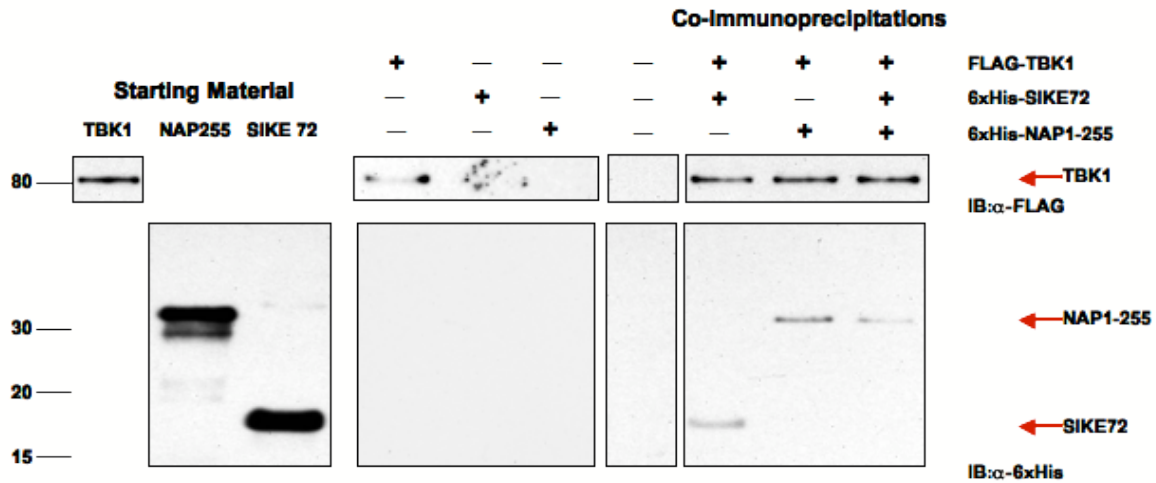 Co-immunoprecipitations
+ — — — + + + FLAG-TBK1
Starting Material — + — — + — + 6xHis-SIKE72
TBK1 NAP255 SIKE 72 — — + — — + + 6xHis-NAP1-255
80 TBK1
IB:α-FLAG
30 NAP1-255
20
SIKE72
15
IB:α-6xHis